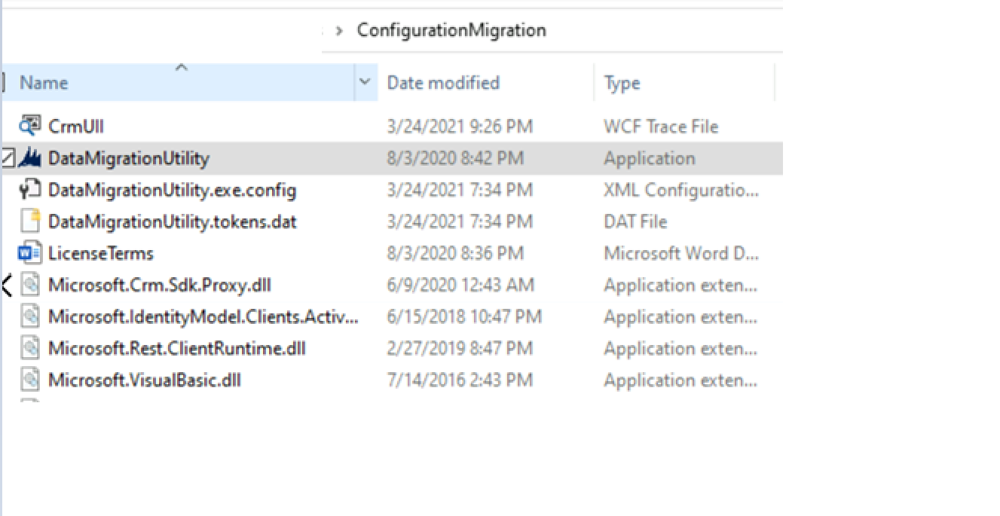 › ConfigurationMigration
Name Date modified Type
CrmUIl 3/24/2021 9:26 PM WCF Trace File
DataMigrationUtility 8/3/2020 8:42 PM Application
DataMigrationUtility.exe.config 3/24/2021 7:34 PM XML Configuratio...
DataMigrationUtility.tokens.dat 3/24/2021 7:34 PM DAT File
LicenseTerms 8/3/2020 8:36 PM Microsoft Word D...
Microsoft.Crm.Sdk.Proxy.dll 6/9/2020 12:43 AM Application exten...
Microsoft.IdentityModel.Clients.Activ... 6/15/2018 10:47 PM Application exten...
Microsoft.Rest.ClientRuntime.dll 2/27/2019 8:47 PM Application exten...
Microsoft.VisualBasic.dll 7/14/2016 2:43 PM Application exten...